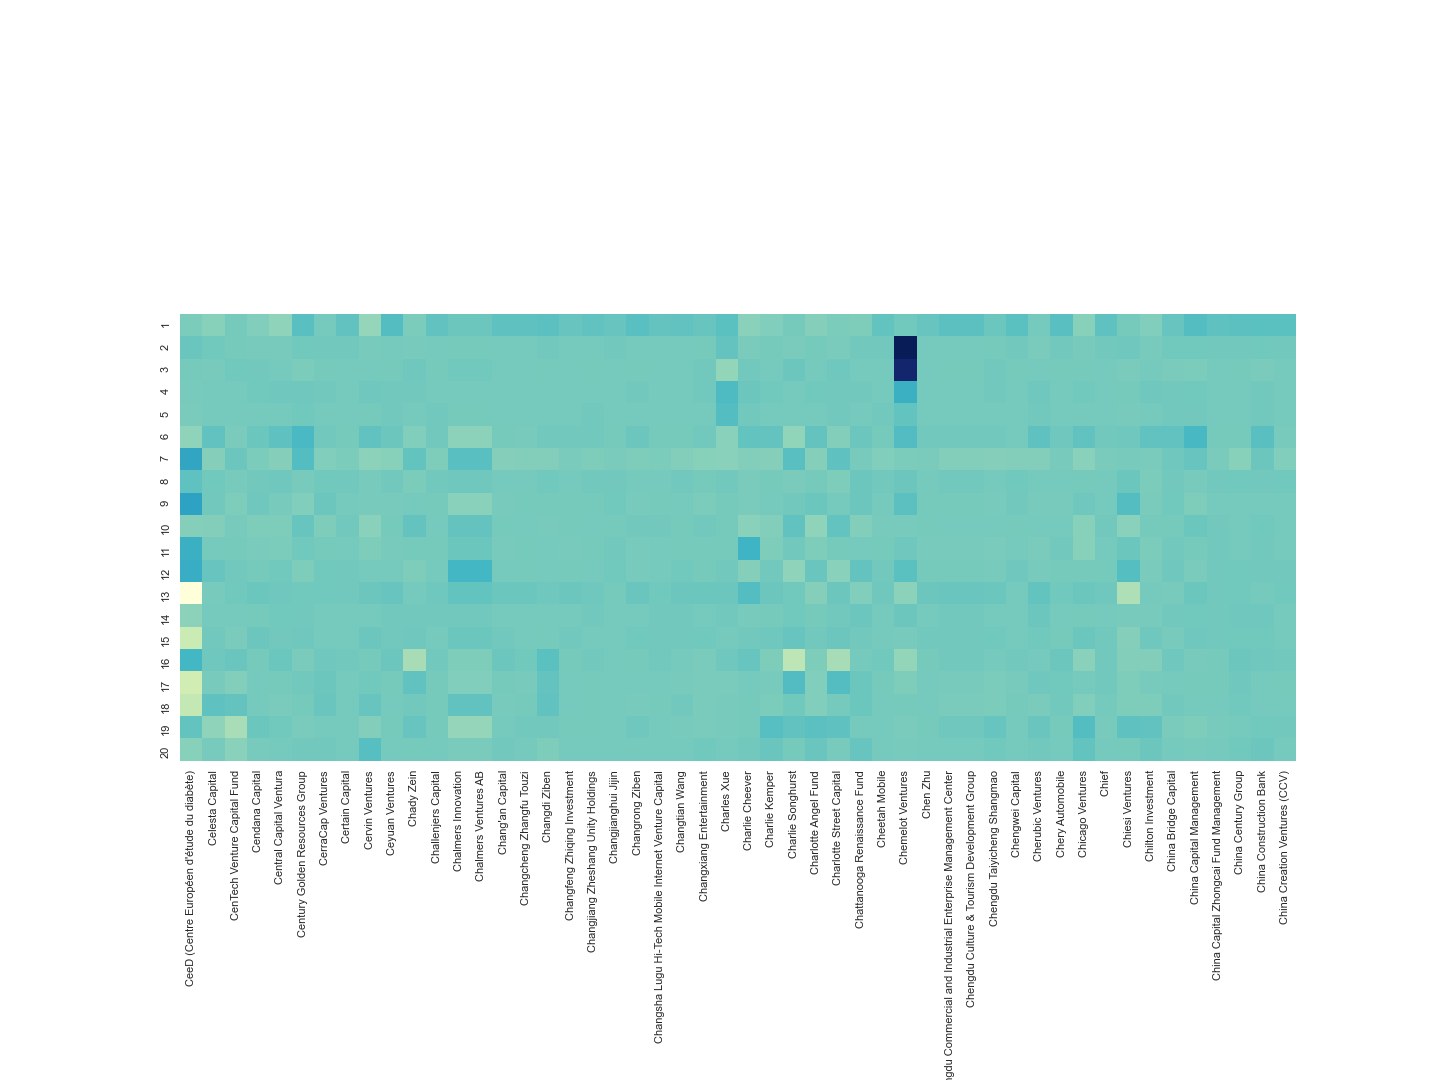 1
2
3
4
5
6
7
8
9
10
11
12
13
14
15
16
17
18
19
20
CeeD (Centre Européen d'étude du diabète)
Celesta Capital
CenTech Venture Capital Fund
Cendana Capital
Central Capital Ventura
Century Golden Resources Group
CerraCap Ventures
Certain Capital
Cervin Ventures
Ceyuan Ventures
Chady Zein
Challenjers Capital
Chalmers Innovation
Chalmers Ventures AB
Chang'an Capital
Changcheng Zhangfu Touzi
Changdi Ziben
Changfeng Zhiqing Investment
Changjiang Zheshang Unity Holdings
Changjianghui Jijin
Changrong Ziben
Changsha Lugu Hi-Tech Mobile Internet Venture Capital
Changtian Wang
Changxiang Entertainment
Charles Xue
Charlie Cheever
Charlie Kemper
Charlie Songhurst
Charlotte Angel Fund
Charlotte Street Capital
Chattanooga Renaissance Fund
Cheetah Mobile
Chemelot Ventures
Chen Zhu
ngdu Commercial and Industrial Enterprise Management Center
Chengdu Culture & Tourism Development Group
Chengdu Taiyicheng Shangmao
Chengwei Capital
Cherubic Ventures
Chery Automobile
Chicago Ventures
Chief
Chiesi Ventures
Chilton Investment
China Bridge Capital
China Capital Management
China Capital Zhongcai Fund Management
China Century Group
China Construction Bank
China Creation Ventures (CCV)